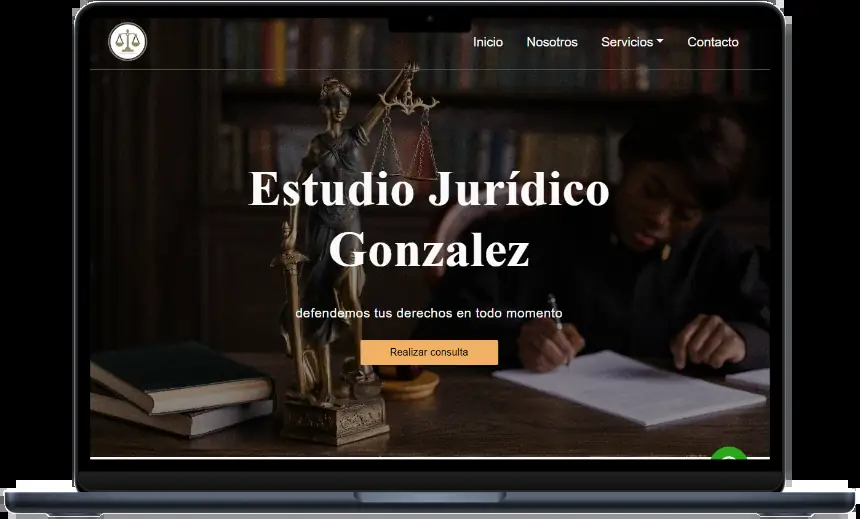 Inicio Nosotros Servicios Contacto
Estudio Jurídico
Gonzalez
defendemos tus derechos en todo momento
Realizar consulta